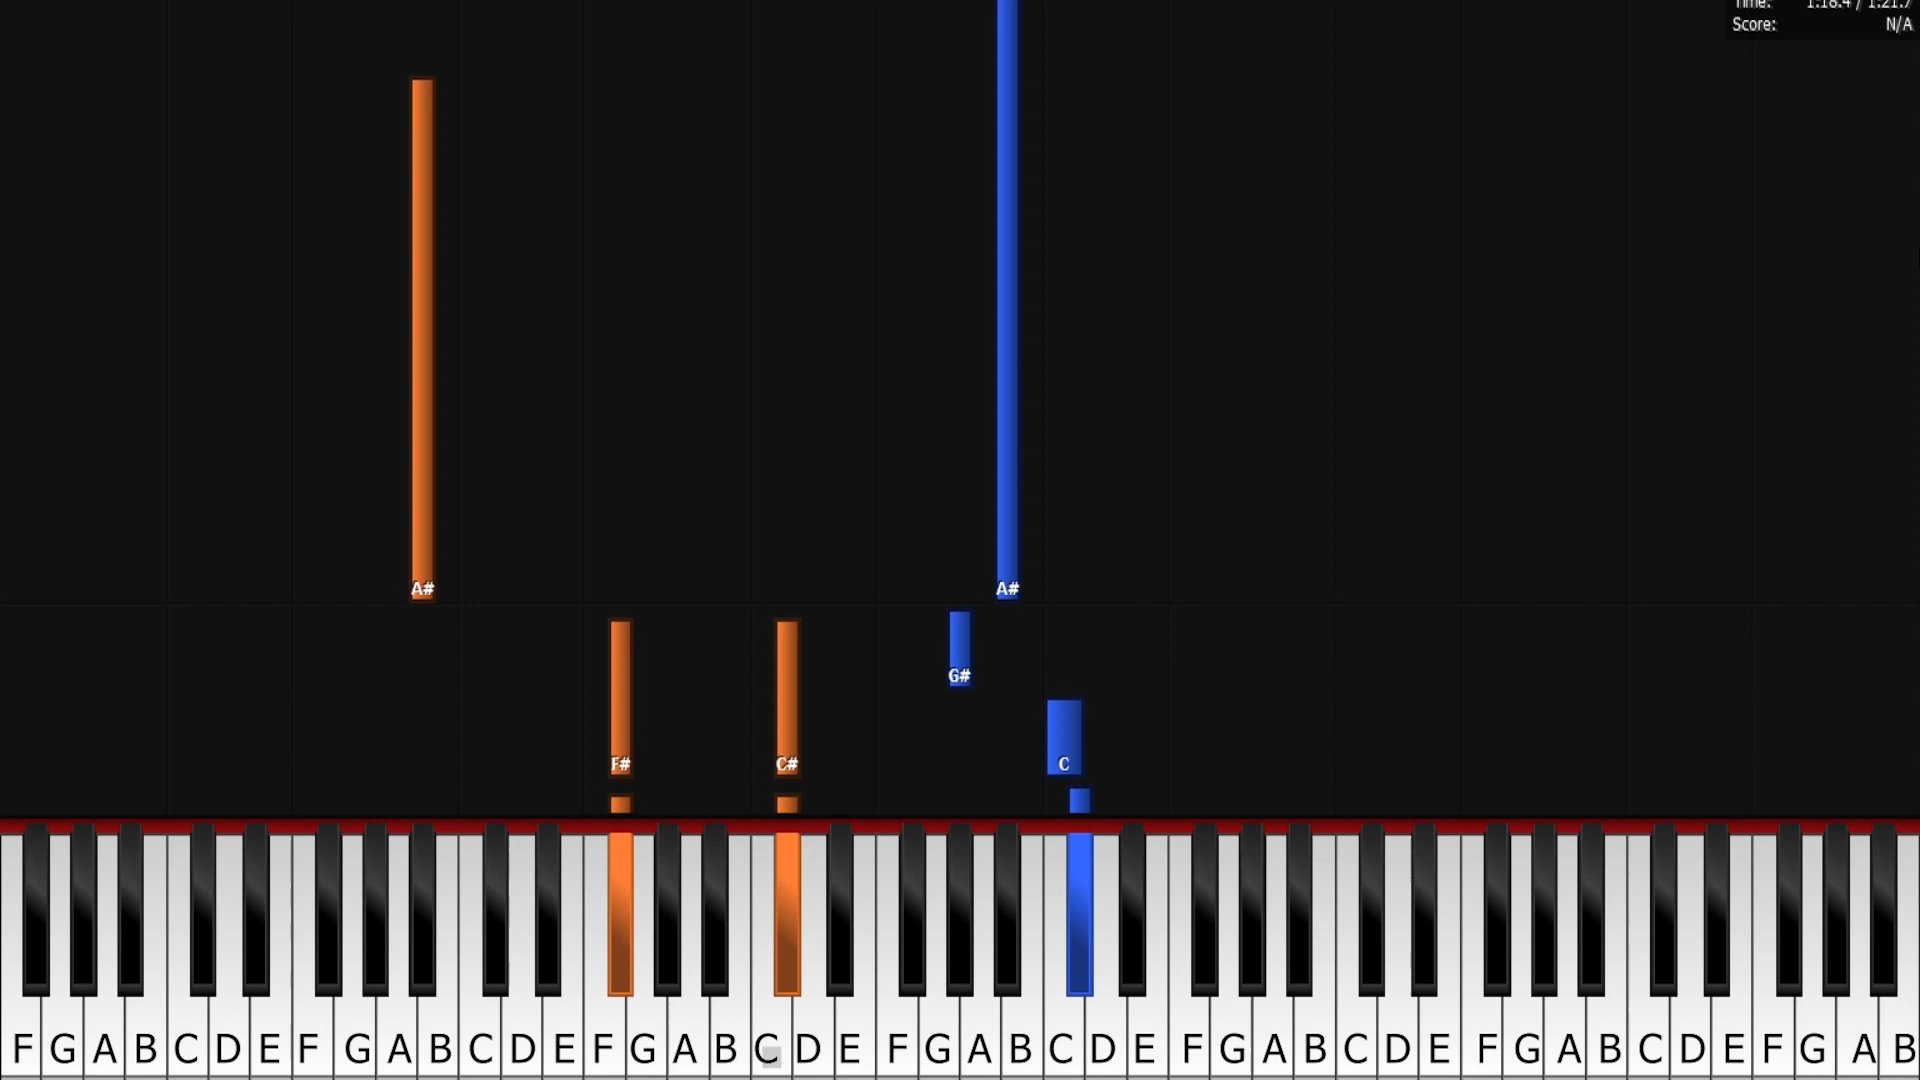 Time: 1:18.4 / 1:21.7
Score: N/A
A# A#
G#
F# C# C
F G A B C D E F G A B C D E F G A B C D E F G A B C D E F G A B C D E F G A B C D E F G A B